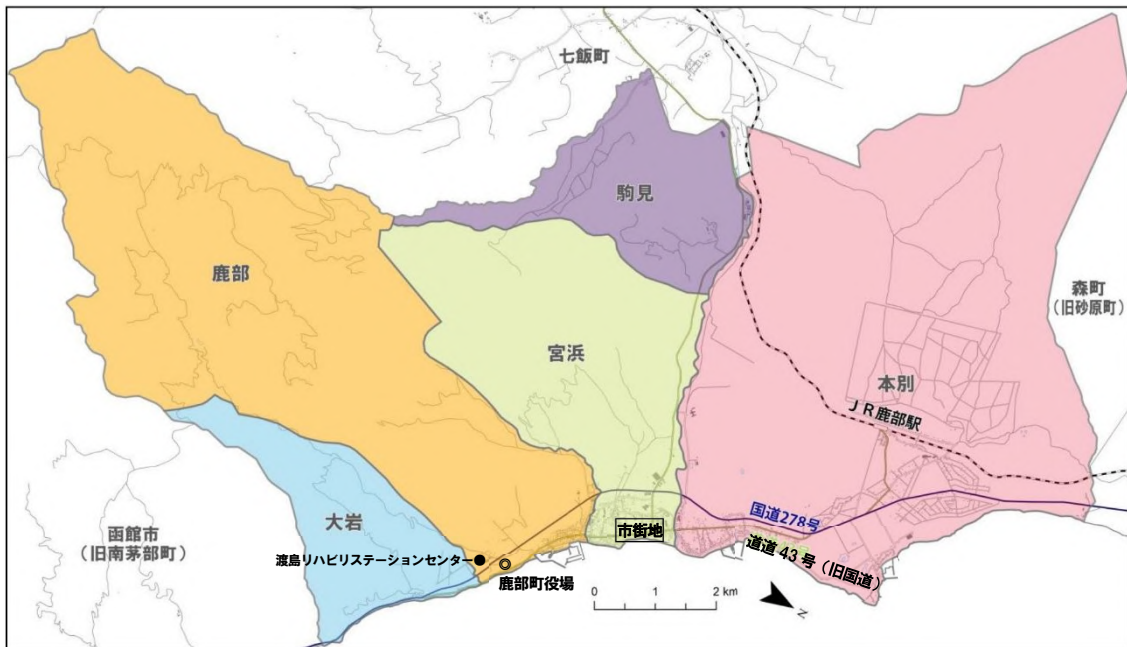 七飯町
駒見
鹿部
森町
（旧砂原町）
宮浜
本別
ＪＲ鹿部駅
函館市
（旧南茅部町）
大岩
国道278号
市街地
道道 43 号（旧国道）
渡島リハビリステーションセンター
鹿部町役場
0 1 2 km
N